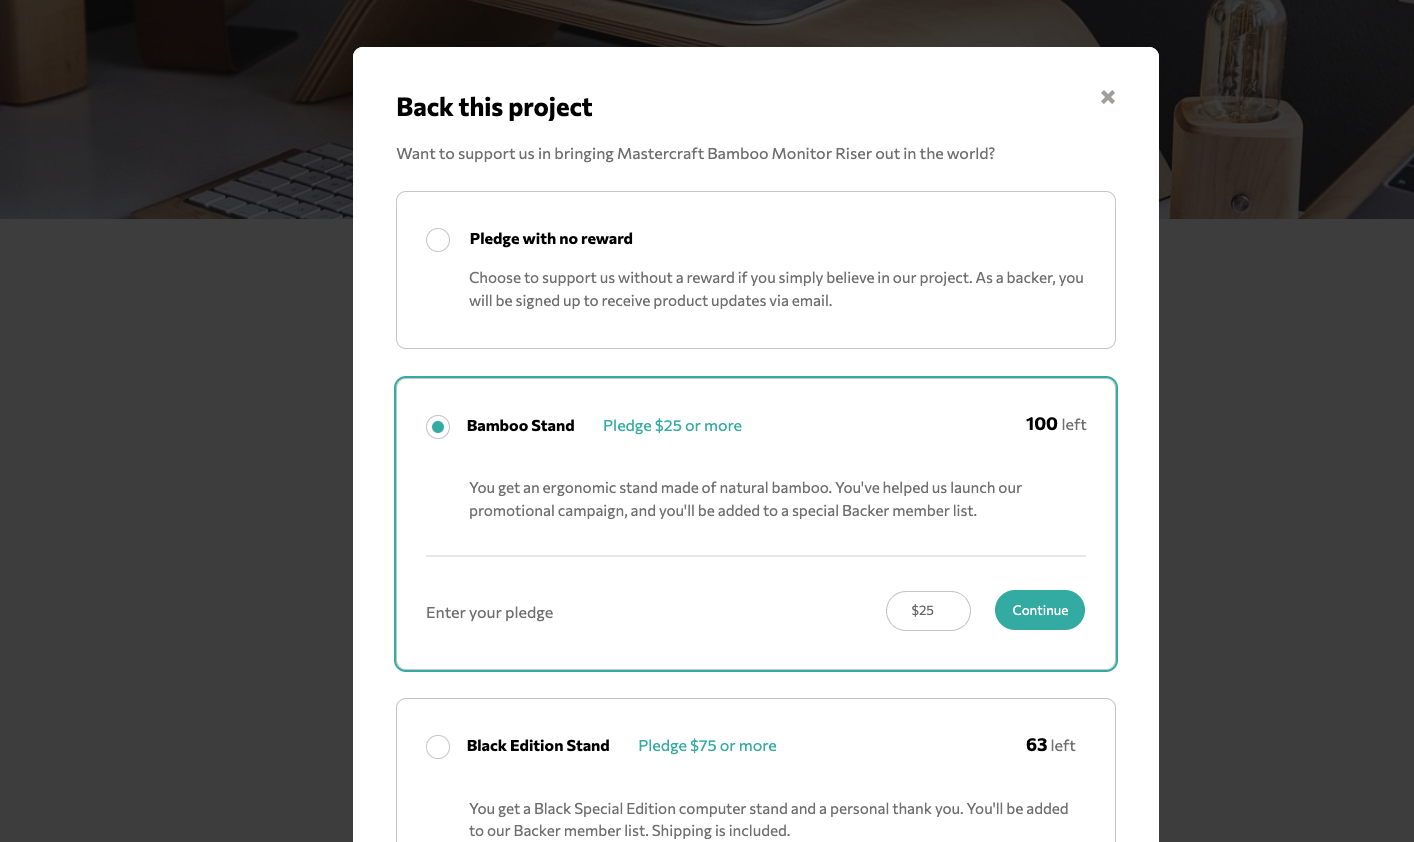 Back this project
Want to support us in bringing Mastercraft Bamboo Monitor Riser out in the world?
Pledge with no reward
Choose to support us without a reward if you simply believe in our project. As a backer, you
will be signed up to receive product updates via email.
Bamboo Stand Pledge $25 or more 100 left
You get an ergonomic stand made of natural bamboo. You've helped us launch our
promotional campaign, and you'll be added to a special Backer member list.
Enter your pledge $25 Continue
Black Edition Stand Pledge $75 or more 63 left
You get a Black Special Edition computer stand and a personal thank you. You'll be added
to our Backer member list. Shipping is included.